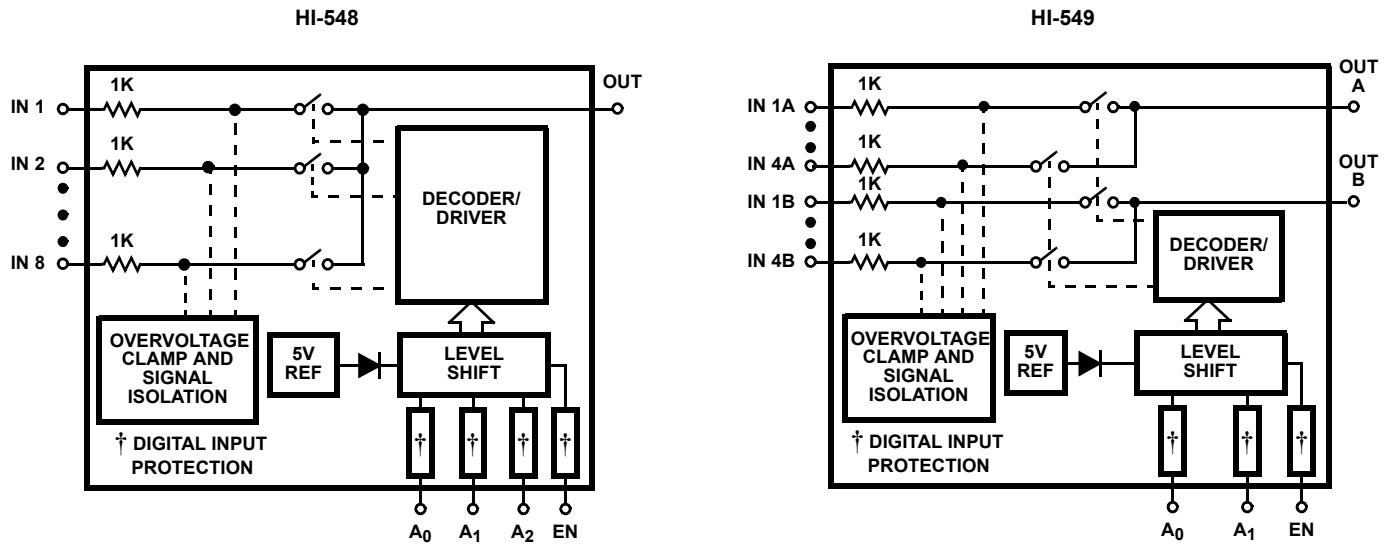 HI-548
1K
OUT
IN 1
1K
IN 2
1K
IN 8
DECODER/
DRIVER
OVERVOLTAGE
CLAMP AND
SIGNAL
ISOLATION
5V
REF
LEVEL
SHIFT
† † † †
† DIGITAL INPUT
PROTECTION
A0 A1 A2 EN
HI-549
1K
OUT
A
IN 1A
1K
IN 4A
OUT
B
1K
IN 1B
1K
IN 4B
DECODER/
DRIVER
OVERVOLTAGE
CLAMP AND
SIGNAL
ISOLATION
5V
REF
LEVEL
SHIFT
† † †
† DIGITAL INPUT
PROTECTION
A0 A1 EN